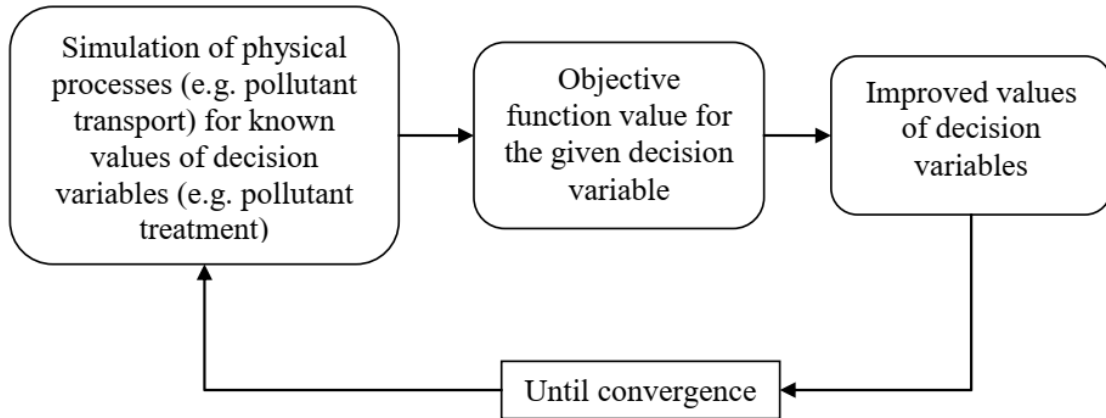 Simulation of physical
processes (e.g. pollutant
transport) for known
values of decision
variables (e.g. pollutant
treatment)
Objective
function value for
the given decision
variable
Improved values
of decision
variables
Until convergence